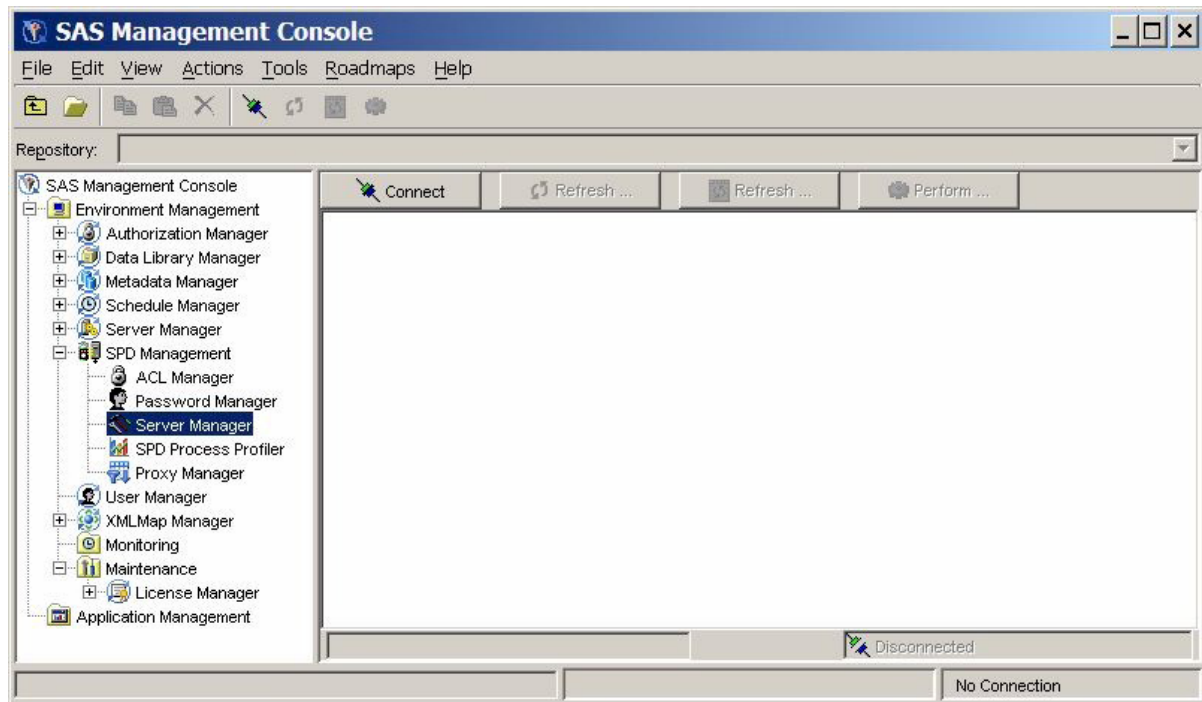 SAS Management Console
File Edit View Actions Tools Roadmaps Help
Repository:
SAS Management Console
Environment Management
Authorization Manager
Data Library Manager
Metadata Manager
Schedule Manager
Server Manager
SPD Management
ACL Manager
Password Manager
Server Manager
SPD Process Profiler
Proxy Manager
User Manager
XMLMap Manager
Monitoring
Maintenance
License Manager
Application Management
Connect Refresh ... Refresh ... Perform ...
Disconnected
No Connection